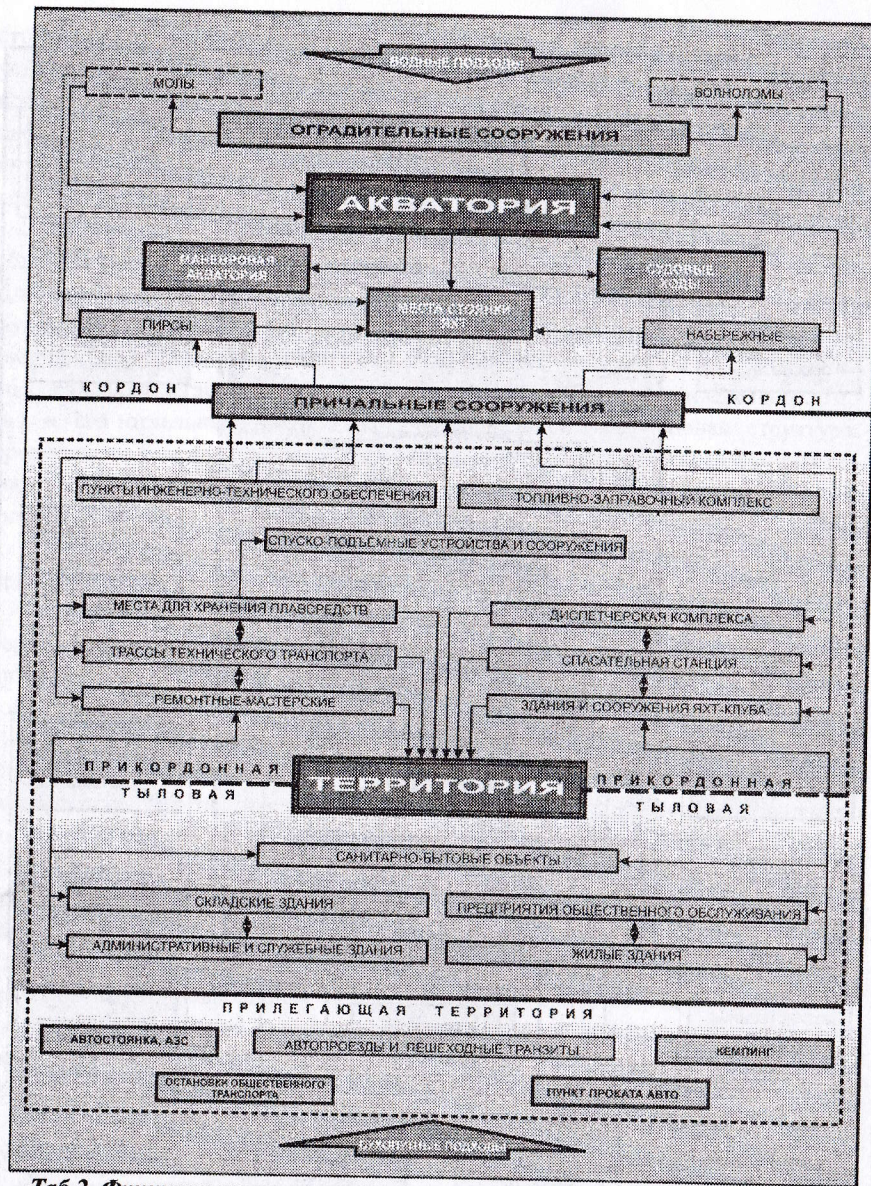 ВОДНЫЕ ПОДХОДЫ
МОЛЫ
ВОЛНОЛОМЫ
ОГРАДИТЕЛЬНЫЕ СООРУЖЕНИЯ
АКВАТОРИЯ
МАНЕВРОВАЯ
АКВАТОРИЯ
СУДОВЫЕ
ХОДЫ
МЕСТА СТОЯНКИ
ЯХТ
ПИРСЫ
НАБЕРЕЖНЫЕ
КОРДОН
КОРДОН
ПРИЧАЛЬНЫЕ СООРУЖЕНИЯ
ПУНКТЫ ИНЖЕНЕРНО-ТЕХНИЧЕСКОГО ОБЕСПЕЧЕНИЯ
ТОПЛИВНО-ЗАПРАВОЧНЫЙ КОМПЛЕКС
СПУСКО-ПОДЪЕМНЫЕ УСТРОЙСТВА И СООРУЖЕНИЯ
МЕСТА ДЛЯ ХРАНЕНИЯ ПЛАВСРЕДСТВ
ДИСПЕТЧЕРСКАЯ КОМПЛЕКСА
ТРАССЫ ТЕХНИЧЕСКОГО ТРАНСПОРТА
СПАСАТЕЛЬНАЯ СТАНЦИЯ
РЕМОНТНЫЕ-МАСТЕРСКИЕ
ЗДАНИЯ И СООРУЖЕНИЯ ЯХТ-КЛУБА
ПРИКОРДОННАЯ
ТЕРРИТОРИЯ
ПРИКОРДОННАЯ
ТЫЛОВАЯ
ТЫЛОВАЯ
САНИТАРНО-БЫТОВЫЕ ОБЪЕКТЫ
СКЛАДСКИЕ ЗДАНИЯ
ПРЕДПРИЯТИЯ ОБЩЕСТВЕННОГО ОБСЛУЖИВАНИЯ
АДМИНИСТРАТИВНЫЕ И СЛУЖЕБНЫЕ ЗДАНИЯ
ЖИЛЫЕ ЗДАНИЯ
ПРИЛЕГАЮЩАЯ ТЕРРИТОРИЯ
АВТОСТОЯНКА, АЗС
АВТОПРОЕЗДЫ И ПЕШЕХОДНЫЕ ТРАНЗИТЫ
КЕМПИНГ
ОСТАНОВКИ ОБЩЕСТВЕННОГО
ТРАНСПОРТА
ПУНКТ ПРОКАТА АВТО
СУХОПУТНЫЕ ПОДХОДЫ
Таб.2.